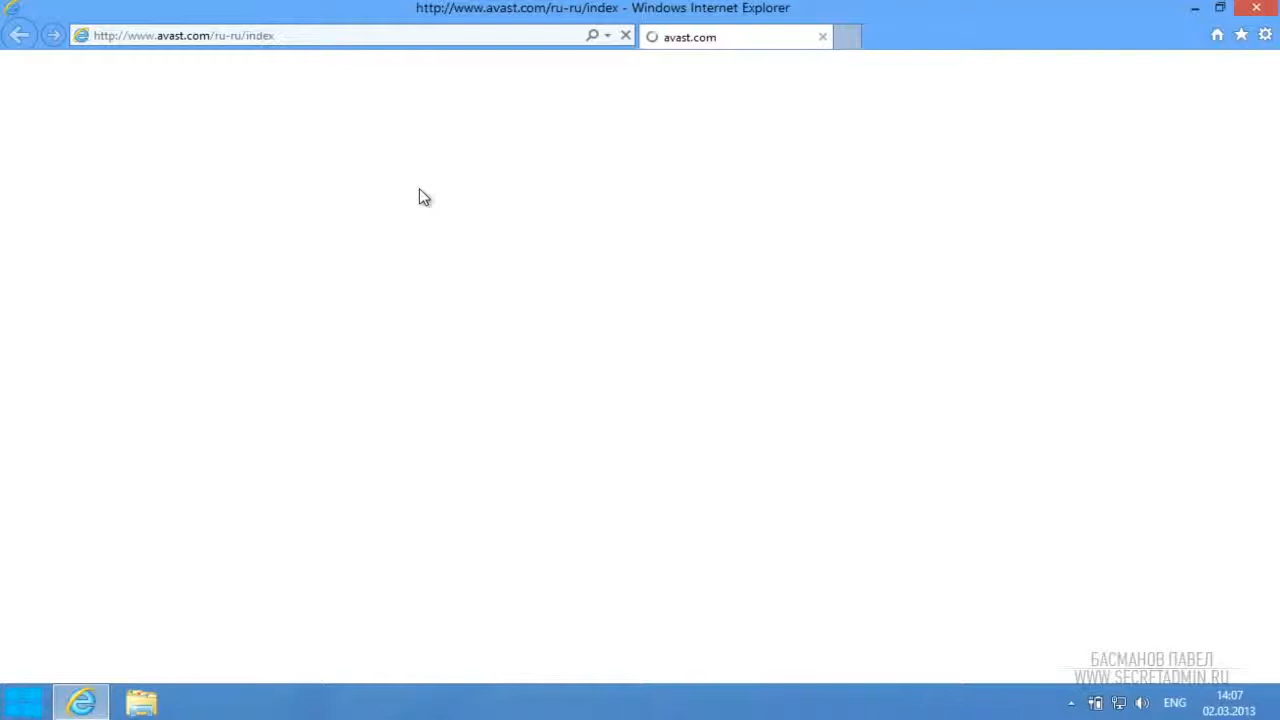 http://www.avast.com/ru-ru/index - Windows Internet Explorer
http://www.avast.com/ru-ru/index
avast.com
БАСМАНОВ ПАВЕЛ
WWW.SECRETADMIN.RU
ENG
14:07
02.03.2013